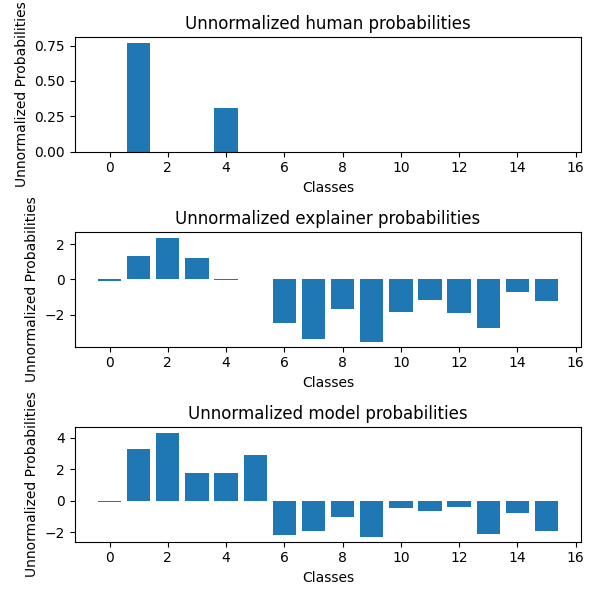 Unnormalized human probabilities
Unnormalized Probabilities
0.75
0.50
0.25
0.00
0 2 4 6 8 10 12 14 16
Classes
Unnormalized explainer probabilities
Unnormalized Probabilities
2
0
−2
0 2 4 6 8 10 12 14 16
Classes
Unnormalized model probabilities
Unnormalized Probabilities
4
2
0
−2
0 2 4 6 8 10 12 14 16
Classes